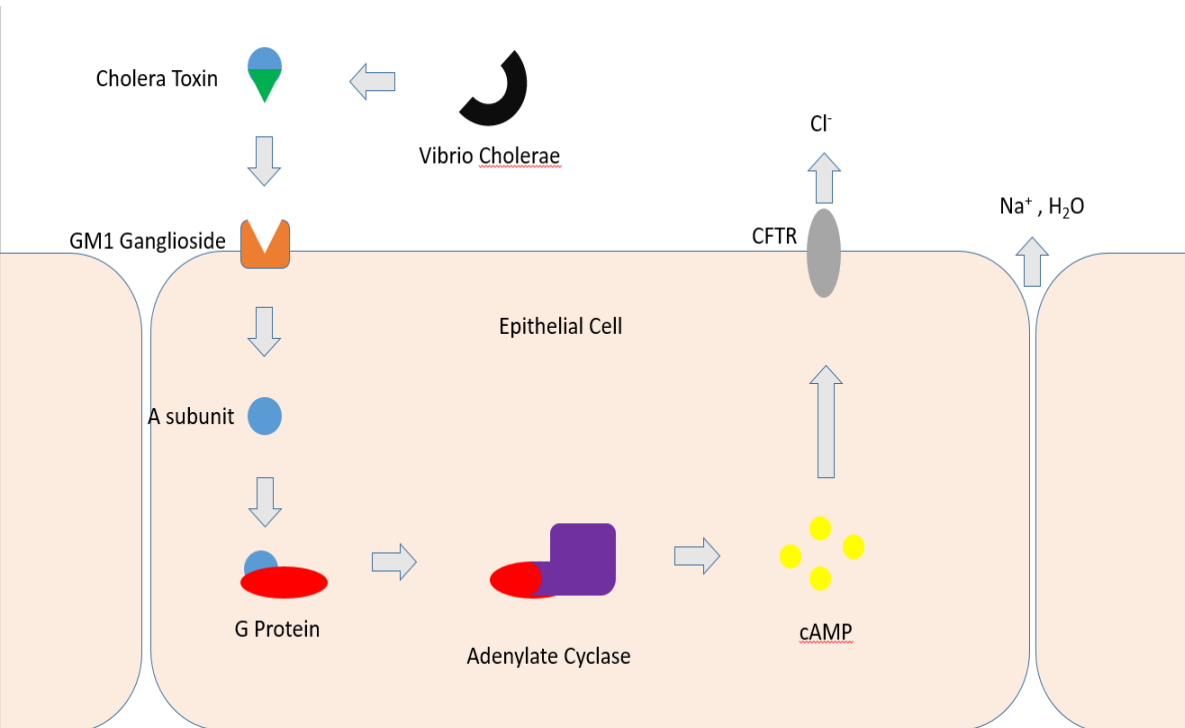 Cholera Toxin
Vibrio Cholerae
Cl⁻
Na⁺ , H₂O
GM1 Ganglioside
CFTR
Epithelial Cell
A subunit
G Protein
Adenylate Cyclase
cAMP